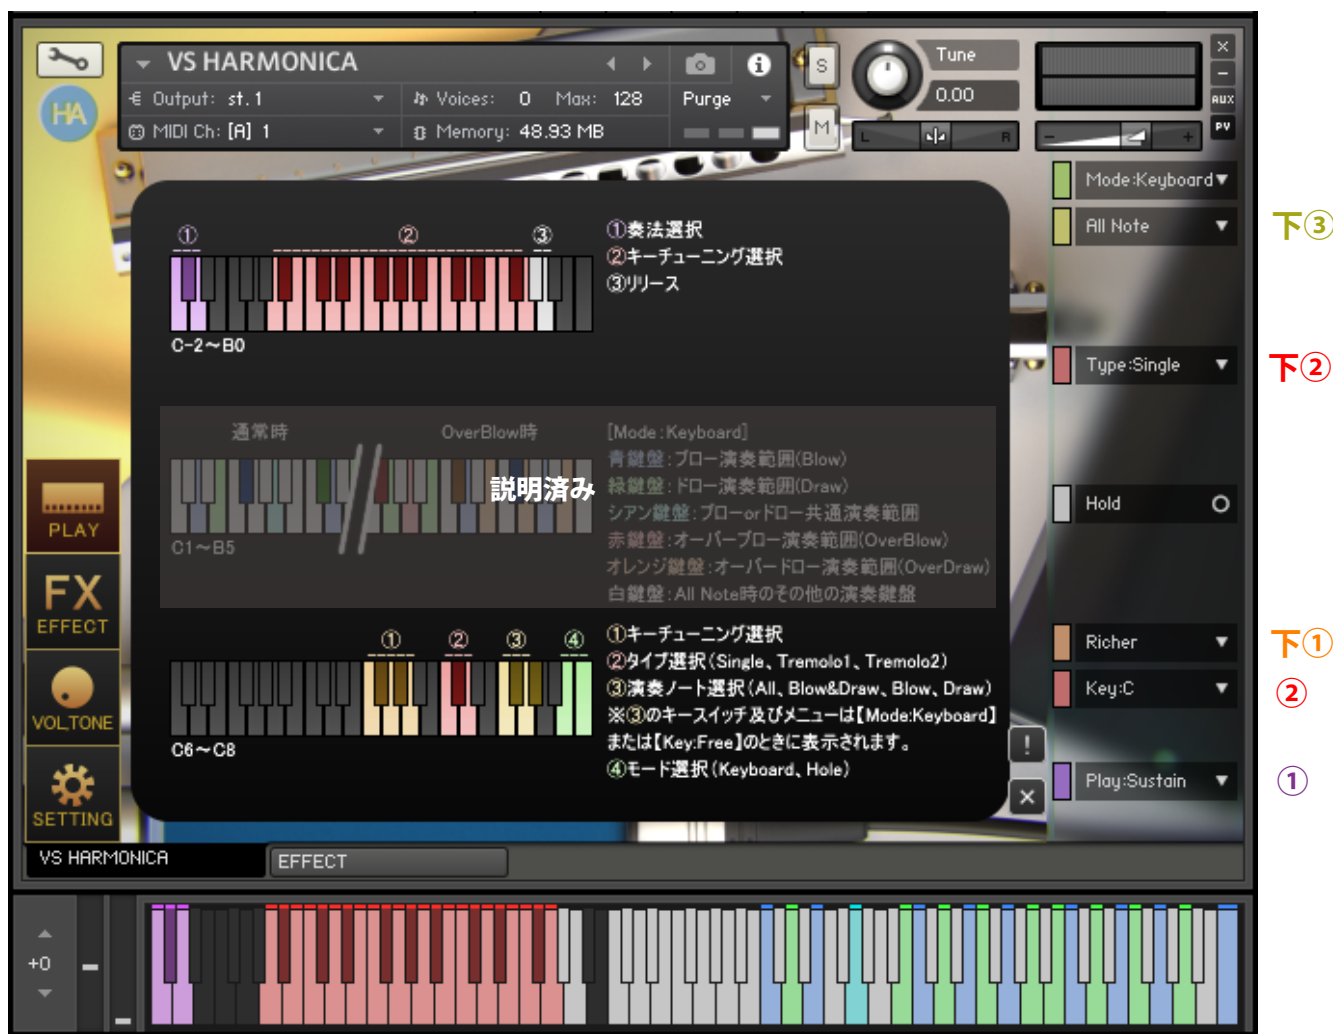 VS HARMONICA
Output: st.1
Voices: 0 Max: 128
Purge
MIDI Ch: [A] 1
Memory: 48.93 MB
S
M
Tune
0.00
L
R
-
+
×
-
AUX
PV
HA
i
Mode:Keyboard
All Note
下③
Type:Single
下②
Hold
Richer
下①
Key:C
②
Play:Sustain
①
① ② ③
C-2～B0
①奏法選択
②キーチューニング選択
③リリース
通常時
OverBlow時
説明済み
C1～B5
[Mode:Keyboard]
青鍵盤:ブロー演奏範囲(Blow)
緑鍵盤:ドロー演奏範囲(Draw)
シアン鍵盤:ブローorドロー共通演奏範囲
赤鍵盤:オーバーブロー演奏範囲(OverBlow)
オレンジ鍵盤:オーバードロー演奏範囲(OverDraw)
白鍵盤:All Note時のその他の演奏鍵盤
① ② ③ ④
C6～C8
①キーチューニング選択
②タイプ選択(Single、Tremolo1、Tremolo2)
③演奏ノート選択(All、Blow&Draw、Blow、Draw)
※③のキースイッチ及びメニューは【Mode:Keyboard】
または【Key:Free】のときに表示されます。
④モード選択(Keyboard、Hole)
!
×
PLAY
FX
EFFECT
VOL,TONE
SETTING
VS HARMONICA
EFFECT
+0